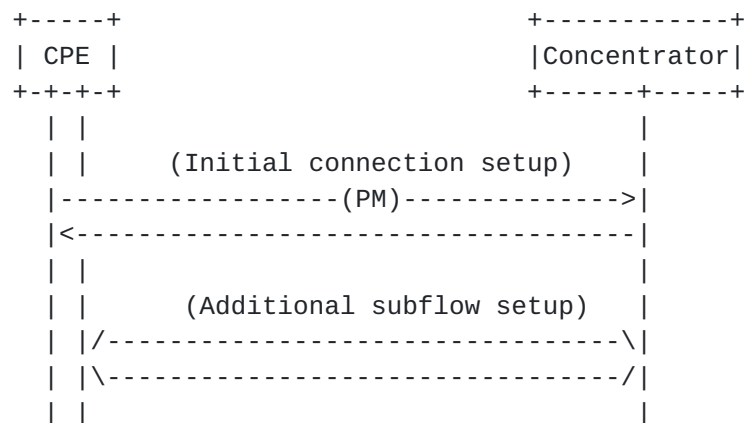 +-----+                          +------------+
| CPE |                          |Concentrator|
+-+-+-+                          +------+-----+
  | |                                   |
  | |     (Initial connection setup)    |
  |------------------(PM)-------------->|
  |<------------------------------------|
  | |                                   |
  | |      (Additional subflow setup)   |
  | |/---------------------------------\|
  | |\---------------------------------/|
  | |                                   |